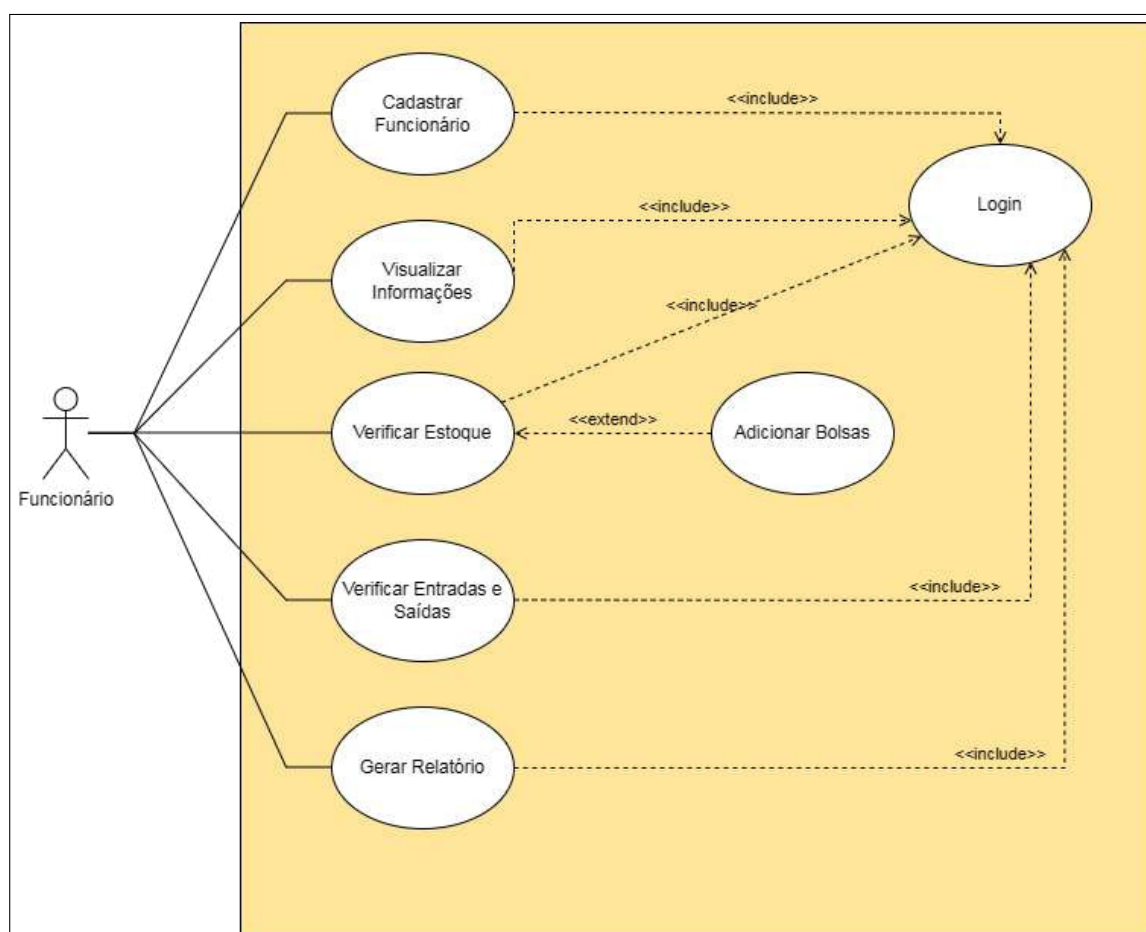 Cadastrar
Funcionário
<<include>>
Login
<<include>>
Visualizar
Informações
<<include>>
Verificar Estoque
<<extend>>
Adicionar Bolsas
Funcionário
Verificar Entradas e
Saídas
<<include>>
Gerar Relatório
<<include>>